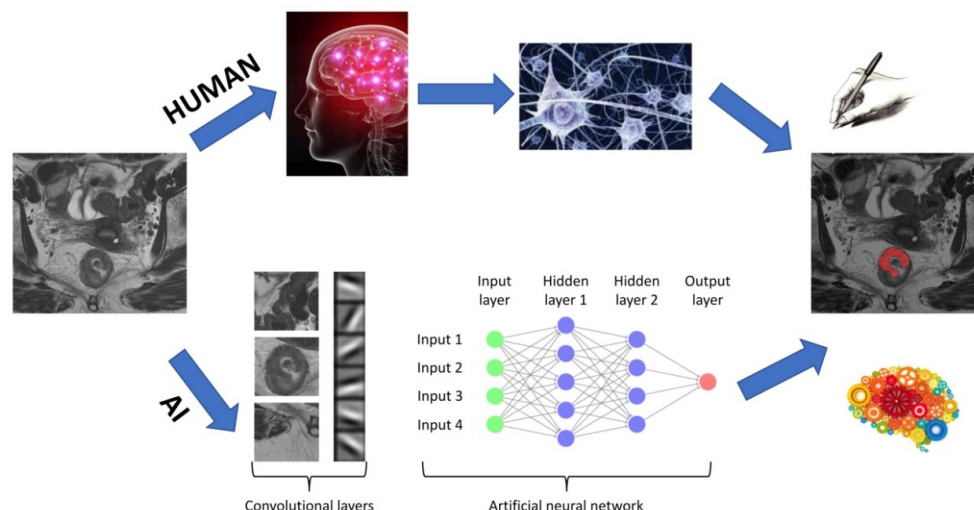 HUMAN
AI
Input
layer
Hidden
layer 1
Hidden
layer 2
Output
layer
Input 1
Input 2
Input 3
Input 4
Convolutional layers
Artificial neural network